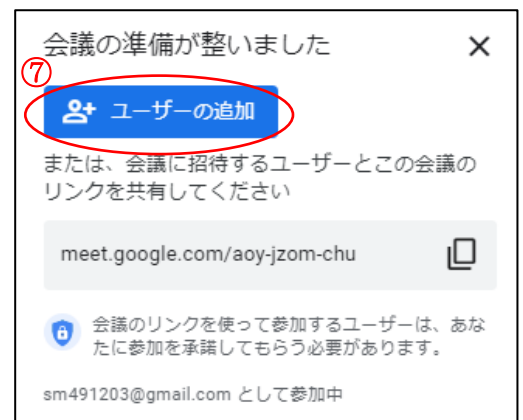 会議の準備が整いました
⑦
ユーザーの追加
または、会議に招待するユーザーとこの会議の
リンクを共有してください
meet.google.com/aoy-jzom-chu
会議のリンクを使って参加するユーザーは、あな
たに参加を承諾してもらう必要があります。
sm491203@gmail.com として参加中